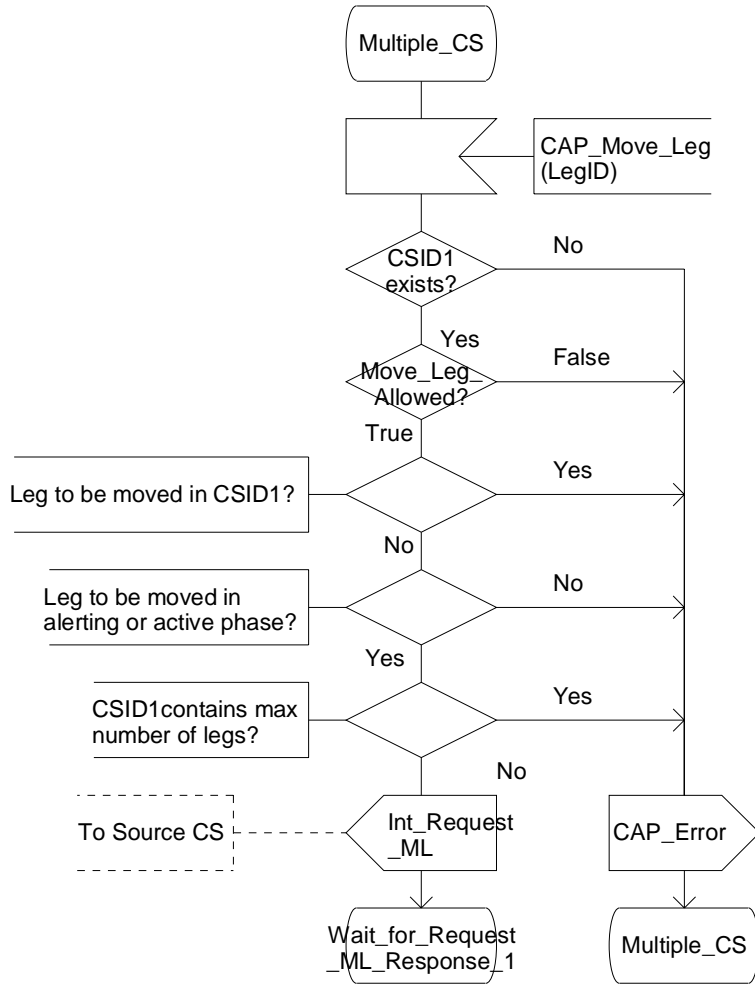 Multiple_CS
CAP_Move_Leg
(LegID)
CSID1
exists?
No
Yes
Move_Leg_
Allowed?
False
True
Leg to be moved in CSID1?
Yes
No
Leg to be moved in
alerting or active phase?
No
Yes
CSID1contains max
number of legs?
Yes
No
To Source CS
Int_Request
_ML
CAP_Error
Wait_for_Request
_ML_Response_1
Multiple_CS